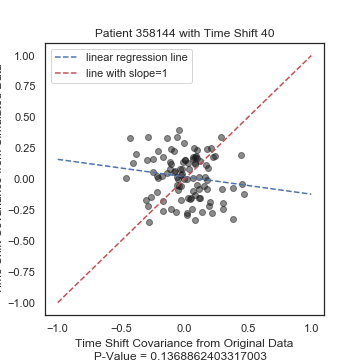 Patient 358144 with Time Shift 40
linear regression line
line with slope=1
1.00
0.75
0.50
0.25
0.00
−0.25
−0.50
−0.75
−1.00
−1.0
−0.5
0.0
0.5
1.0
Time Shift Covariance from Original Data
P-Value = 0.1368862403317003